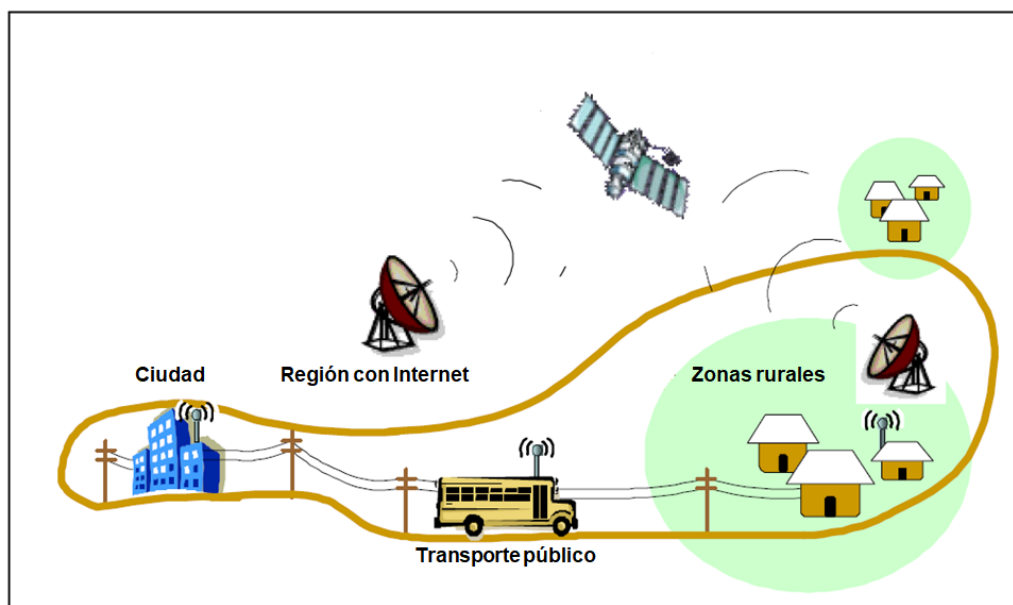 Ciudad
Región con Internet
Zonas rurales
Transporte público